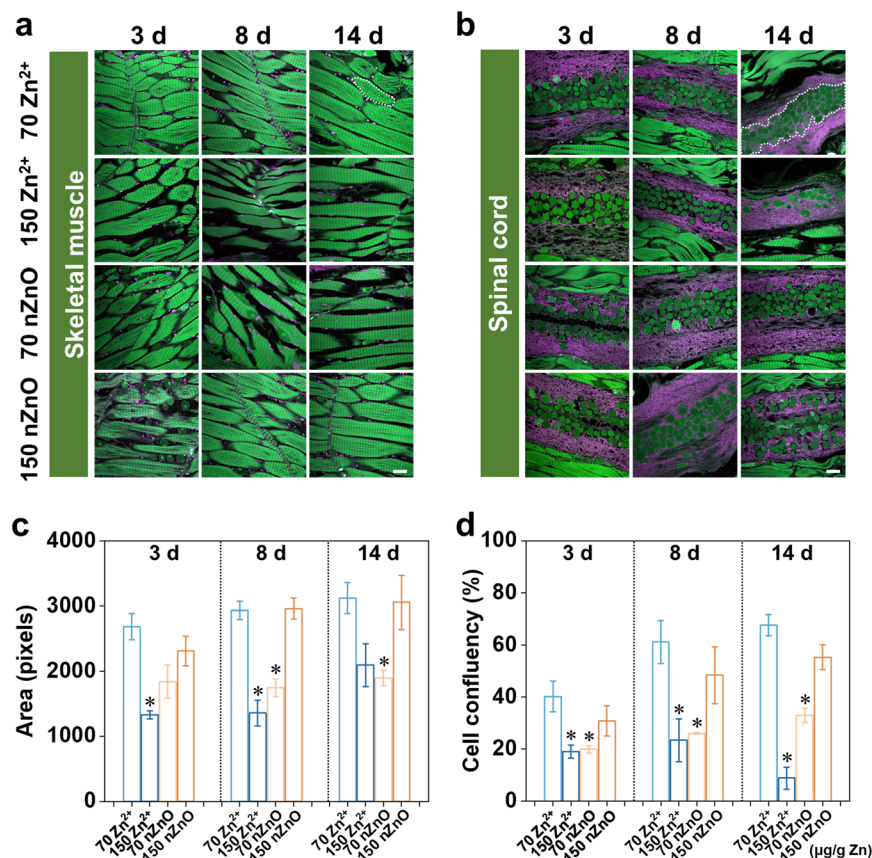 a
3 d 8 d 14 d
Skeletal muscle
70 Zn²⁺
150 Zn²⁺
70 nZnO
150 nZnO
b
3 d 8 d 14 d
Spinal cord
c
4000
3000
2000
1000
0
Area (pixels)
3 d 8 d 14 d
*
* *
*
70 Zn²⁺ 150 Zn²⁺ 70 nZnO 150 nZnO 70 Zn²⁺ 150 Zn²⁺ 70 nZnO 150 nZnO 70 Zn²⁺ 150 Zn²⁺ 70 nZnO 150 nZnO
d
100
80
60
40
20
0
Cell confluency (%)
3 d 8 d 14 d
* *
* *
* *
70 Zn²⁺ 150 Zn²⁺ 70 nZnO 150 nZnO 70 Zn²⁺ 150 Zn²⁺ 70 nZnO 150 nZnO 70 Zn²⁺ 150 Zn²⁺ 70 nZnO 150 nZnO
(μg/g Zn)